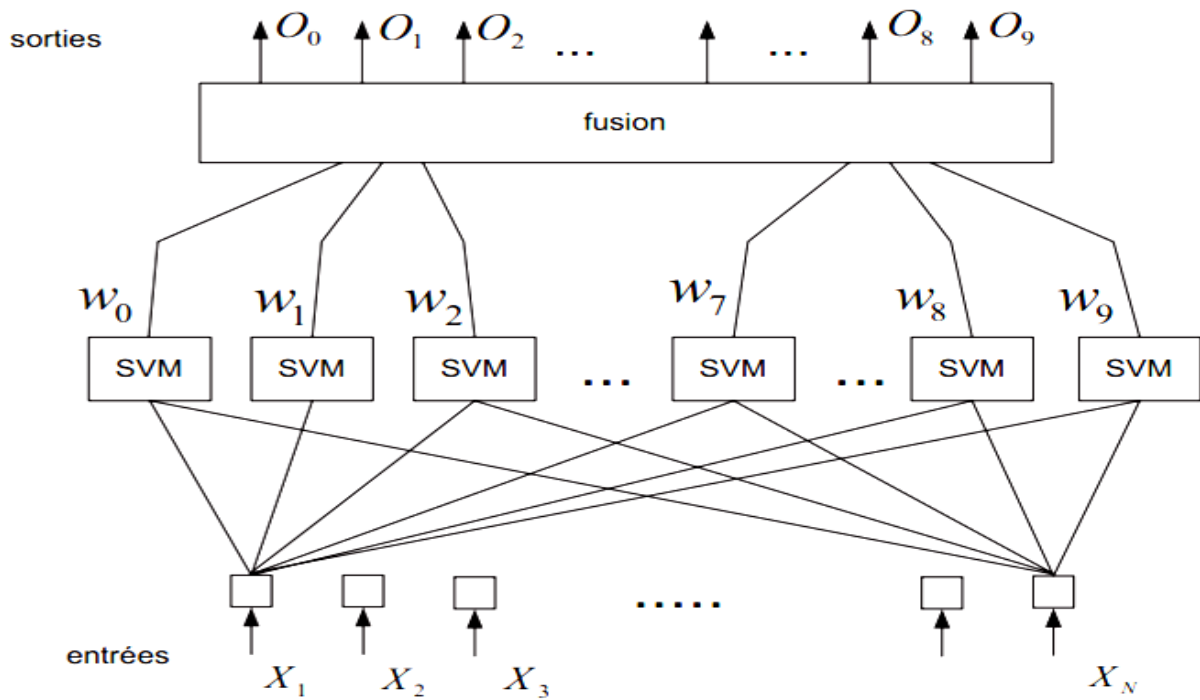 sorties O₀ O₁ O₂ ... ... O₈ O₉
fusion
w₀ w₁ w₂ w₇ w₈ w₉
SVM SVM SVM ... SVM ... SVM SVM
.....
entrées X₁ X₂ X₃ X_N